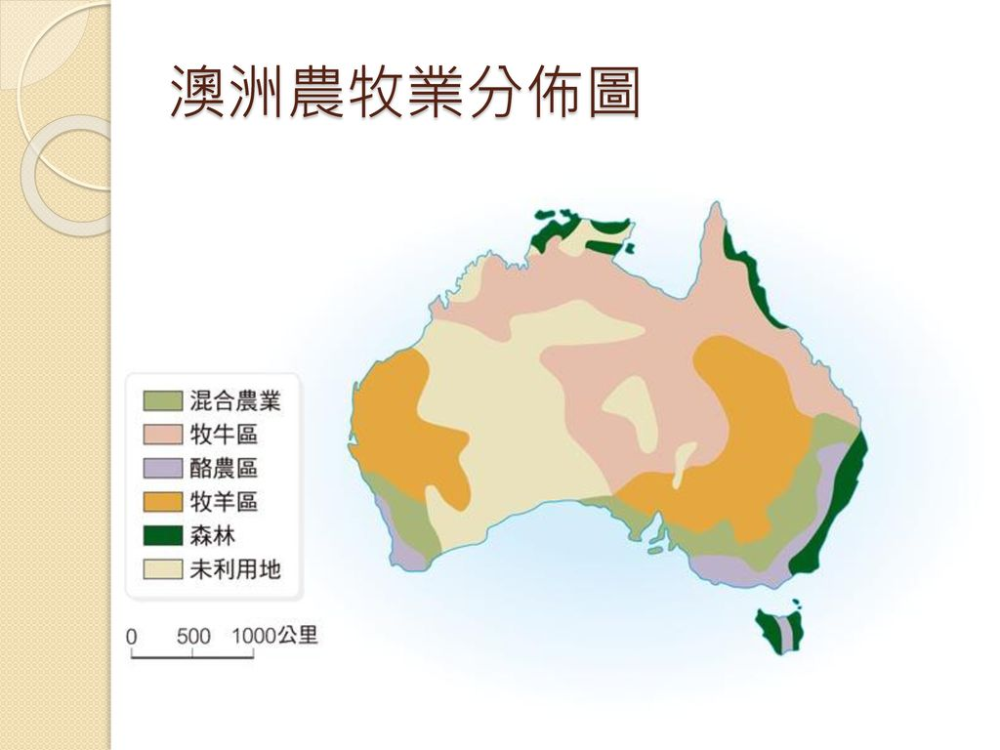 澳洲農牧業分佈圖
混合農業
牧牛區
酪農區
牧羊區
森林
未利用地
0 500 1000公里